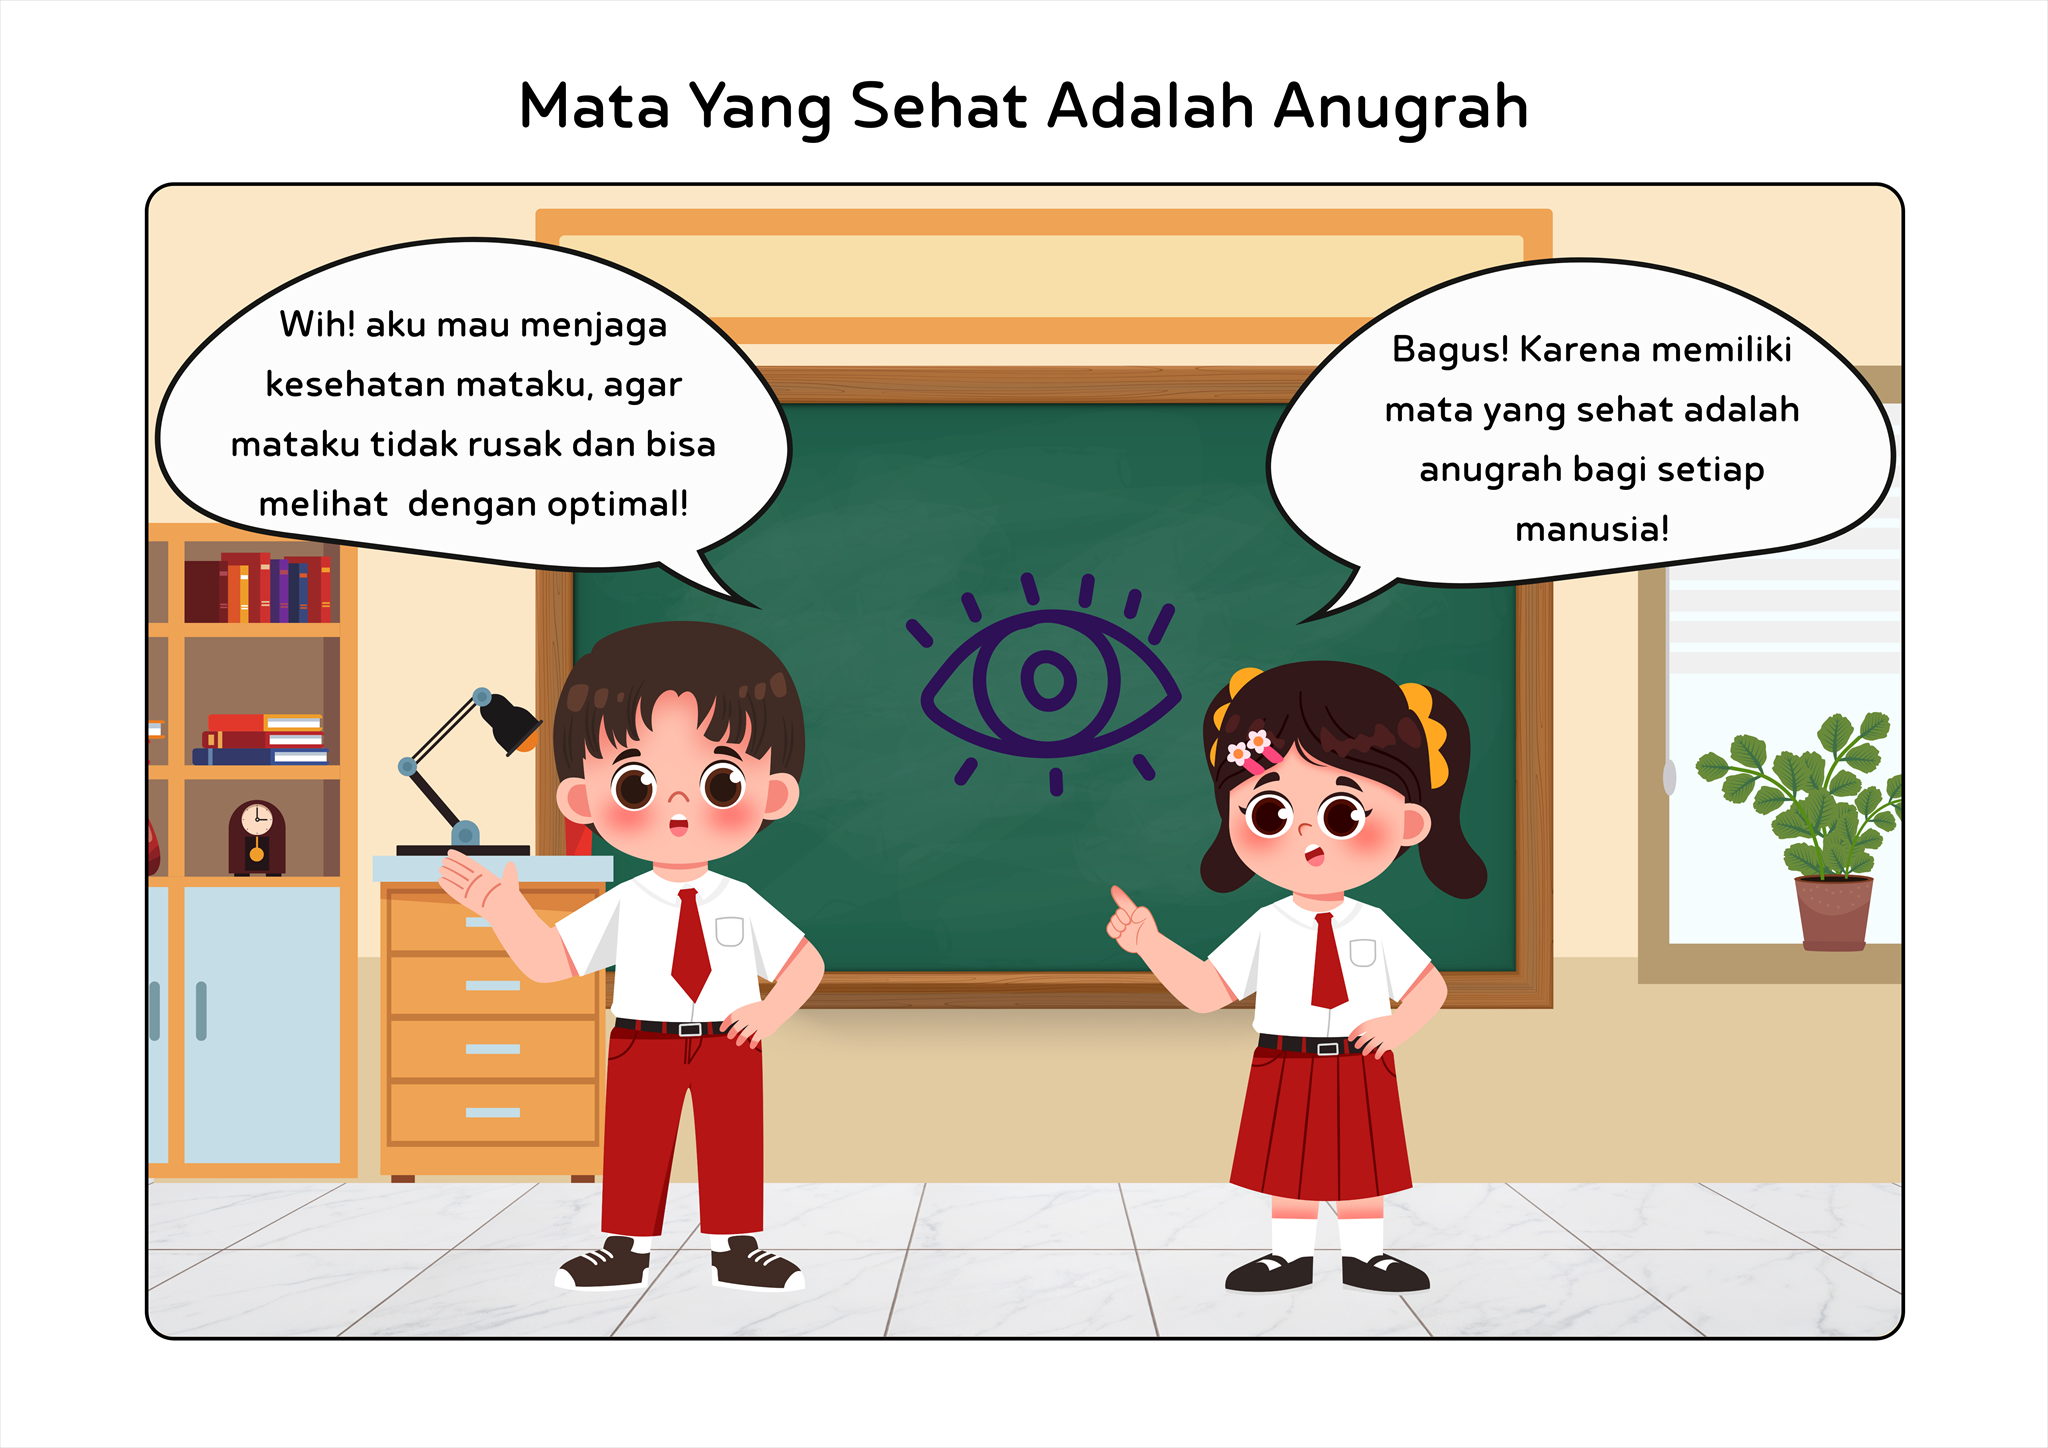 Mata Yang Sehat Adalah Anugrah
Wih! aku mau menjaga
kesehatan mataku, agar
mataku tidak rusak dan bisa
melihat  dengan optimal!
Bagus! Karena memiliki
mata yang sehat adalah
anugrah bagi setiap
manusia!